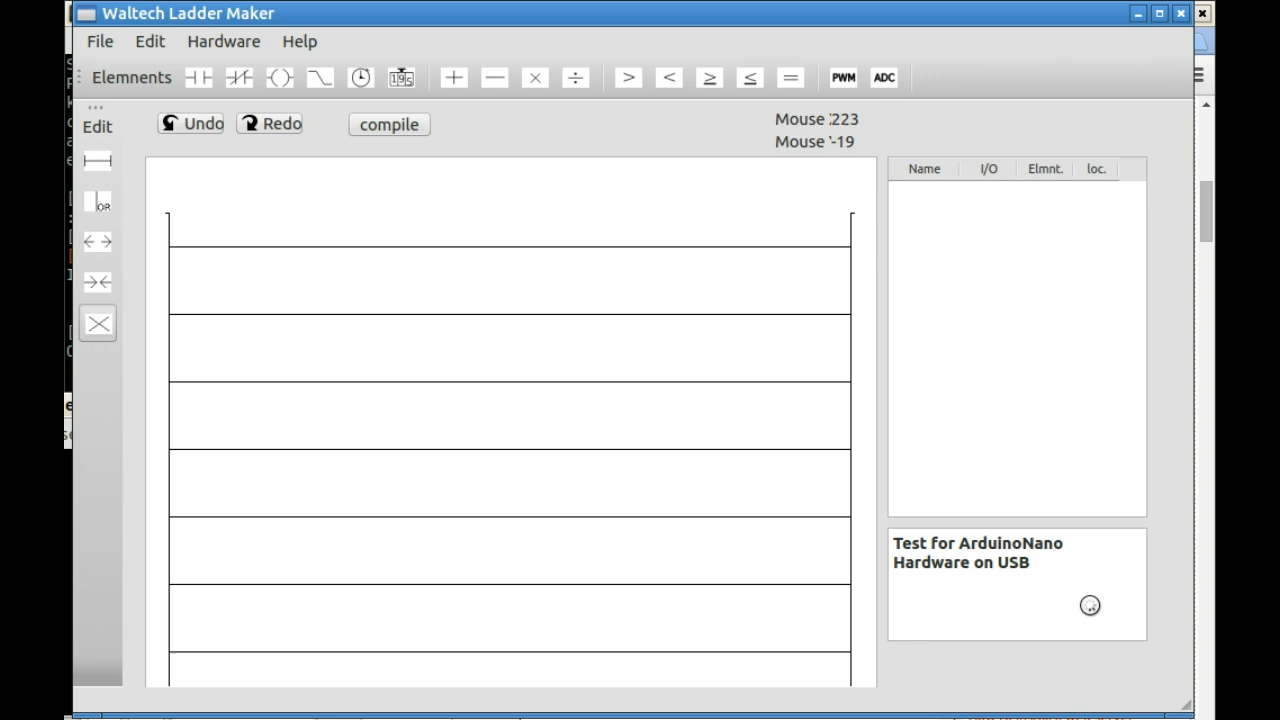 Waltech Ladder Maker
File Edit Hardware Help
Elemnents + — × ÷ > < ≥ ≤ = PWM ADC
Edit
Undo Redo compile
Mouse :223
Mouse '-19
OR
Name I/O Elmnt. loc.
Test for ArduinoNano
Hardware on USB